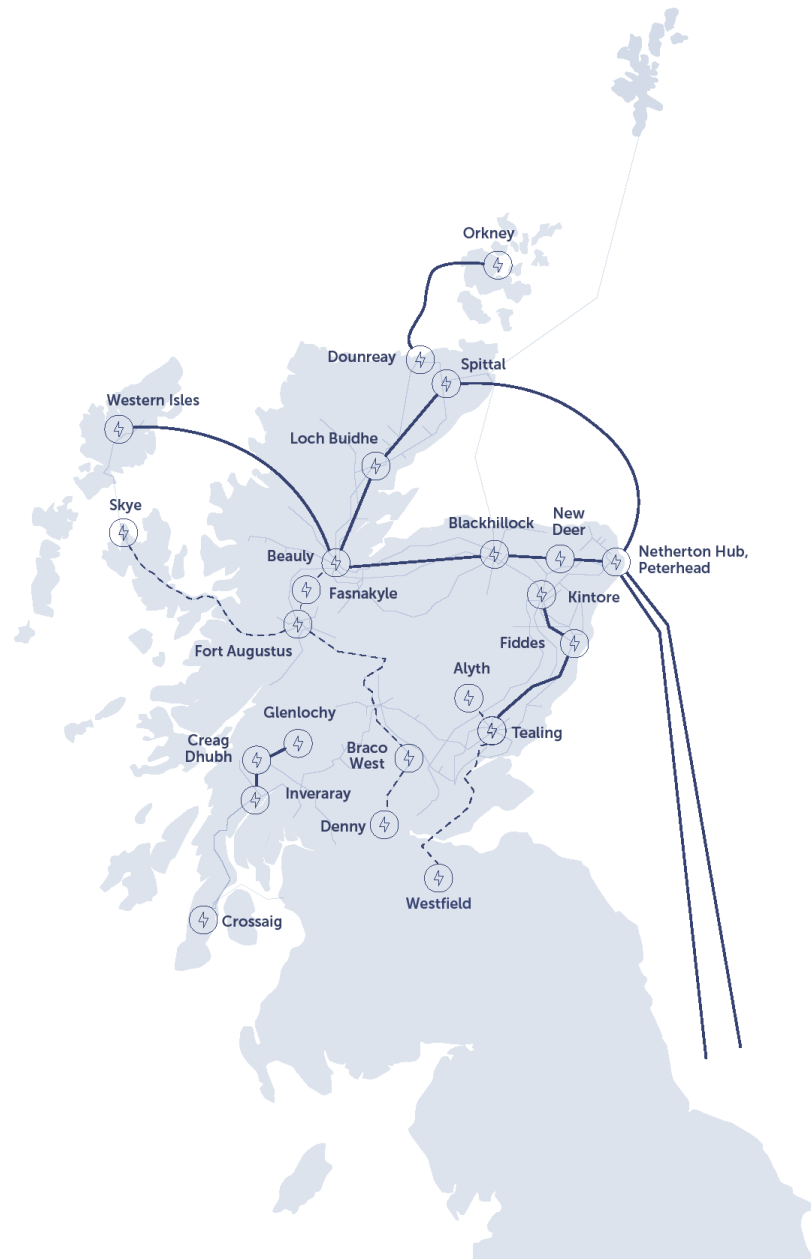 Orkney
Dounreay
Spittal
Western Isles
Loch Buidhe
Skye
Blackhillock
New
Deer
Beauly
Netherton Hub,
Peterhead
Fasnakyle
Kintore
Fiddes
Fort Augustus
Alyth
Glenlochy
Tealing
Creag
Dhubh
Braco
West
Inveraray
Denny
Westfield
Crossaig